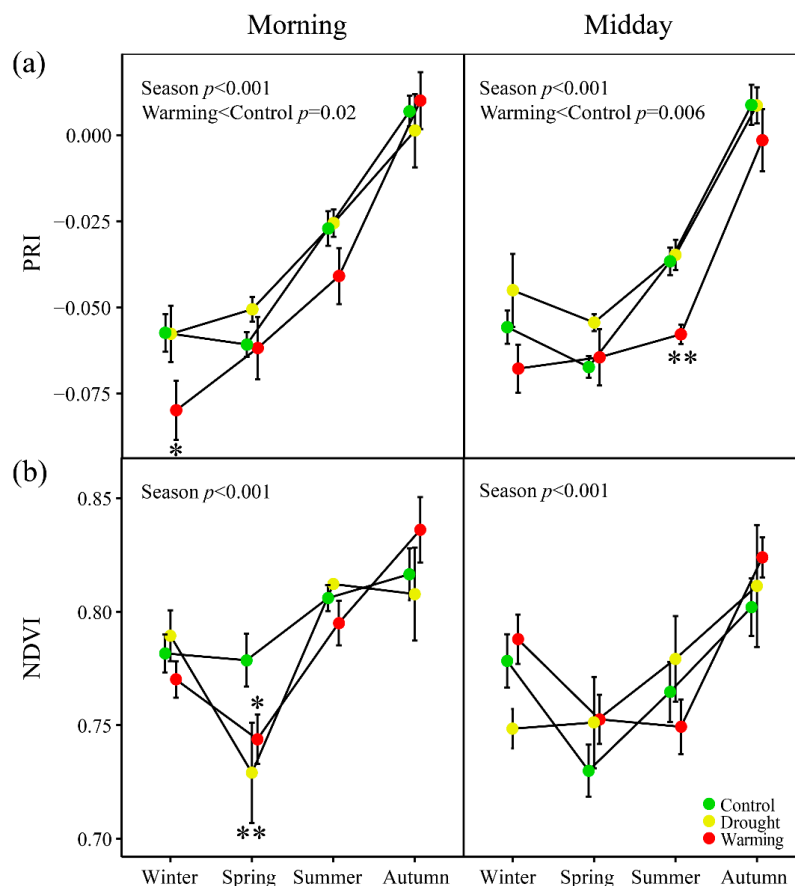 Morning
Midday
(a)
Season p<0.001
Warming<Control p=0.02
Season p<0.001
Warming<Control p=0.006
PRI
0.000
−0.025
−0.050
−0.075
*
**
(b)
Season p<0.001
Season p<0.001
NDVI
0.85
0.80
0.75
0.70
*
**
Control
Drought
Warming
Winter Spring Summer Autumn
Winter Spring Summer Autumn